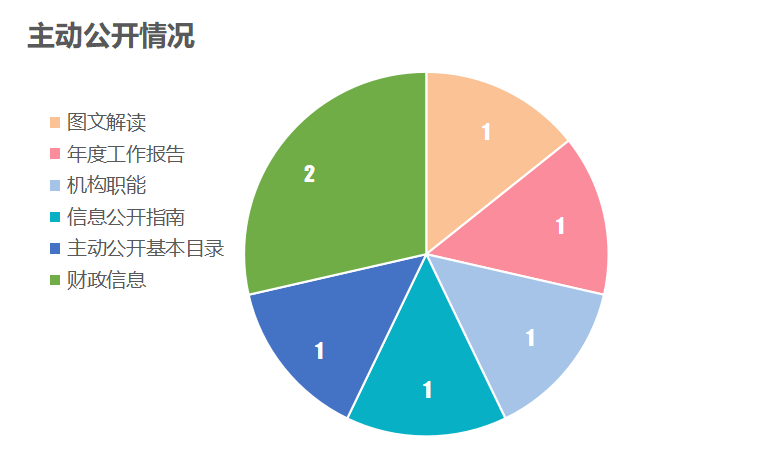 主动公开情况
图文解读
年度工作报告
机构职能
信息公开指南
主动公开基本目录
财政信息
1
1
1
1
1
2